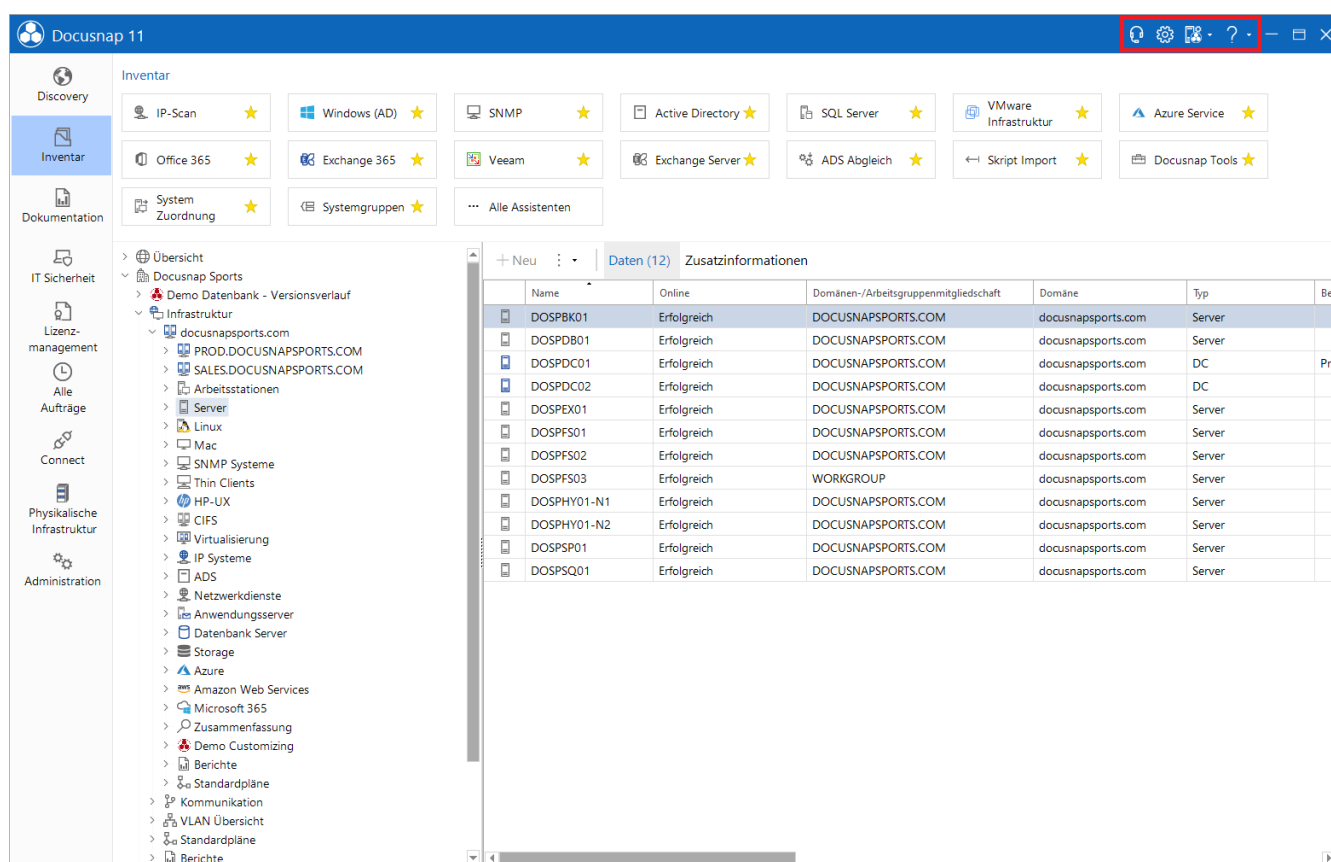 Docusnap 11
Discovery
Inventar
Dokumentation
IT Sicherheit
Lizenz-
management
Alle
Aufträge
Connect
Physikalische
Infrastruktur
Administration
Inventar
IP-Scan
Windows (AD)
SNMP
Active Directory
SQL Server
VMware
Infrastruktur
Azure Service
Office 365
Exchange 365
Veeam
Exchange Server
ADS Abgleich
Skript Import
Docusnap Tools
System
Zuordnung
Systemgruppen
Alle Assistenten
Übersicht
Docusnap Sports
Demo Datenbank - Versionsverlauf
Infrastruktur
docusnapsports.com
PROD.DOCUSNAPSPORTS.COM
SALES.DOCUSNAPSPORTS.COM
Arbeitsstationen
Server
Linux
Mac
SNMP Systeme
Thin Clients
HP-UX
CIFS
Virtualisierung
IP Systeme
ADS
Netzwerkdienste
Anwendungsserver
Datenbank Server
Storage
Azure
Amazon Web Services
Microsoft 365
Zusammenfassung
Demo Customizing
Berichte
Standardpläne
Kommunikation
VLAN Übersicht
Standardpläne
Berichte
Neu Daten (12) Zusatzinformationen
Name Online Domänen-/Arbeitsgruppenmitgliedschaft Domäne Typ Be
DOSPBK01 Erfolgreich DOCUSNAPSPORTS.COM docusnapsports.com Server
DOSPDB01 Erfolgreich DOCUSNAPSPORTS.COM docusnapsports.com Server
DOSPDC01 Erfolgreich DOCUSNAPSPORTS.COM docusnapsports.com DC Pr
DOSPDC02 Erfolgreich DOCUSNAPSPORTS.COM docusnapsports.com DC
DOSPEX01 Erfolgreich DOCUSNAPSPORTS.COM docusnapsports.com Server
DOSPFS01 Erfolgreich DOCUSNAPSPORTS.COM docusnapsports.com Server
DOSPFS02 Erfolgreich DOCUSNAPSPORTS.COM docusnapsports.com Server
DOSPFS03 Erfolgreich WORKGROUP docusnapsports.com Server
DOSPHY01-N1 Erfolgreich DOCUSNAPSPORTS.COM docusnapsports.com Server
DOSPHY01-N2 Erfolgreich DOCUSNAPSPORTS.COM docusnapsports.com Server
DOSPSP01 Erfolgreich DOCUSNAPSPORTS.COM docusnapsports.com Server
DOSPSQ01 Erfolgreich DOCUSNAPSPORTS.COM docusnapsports.com Server